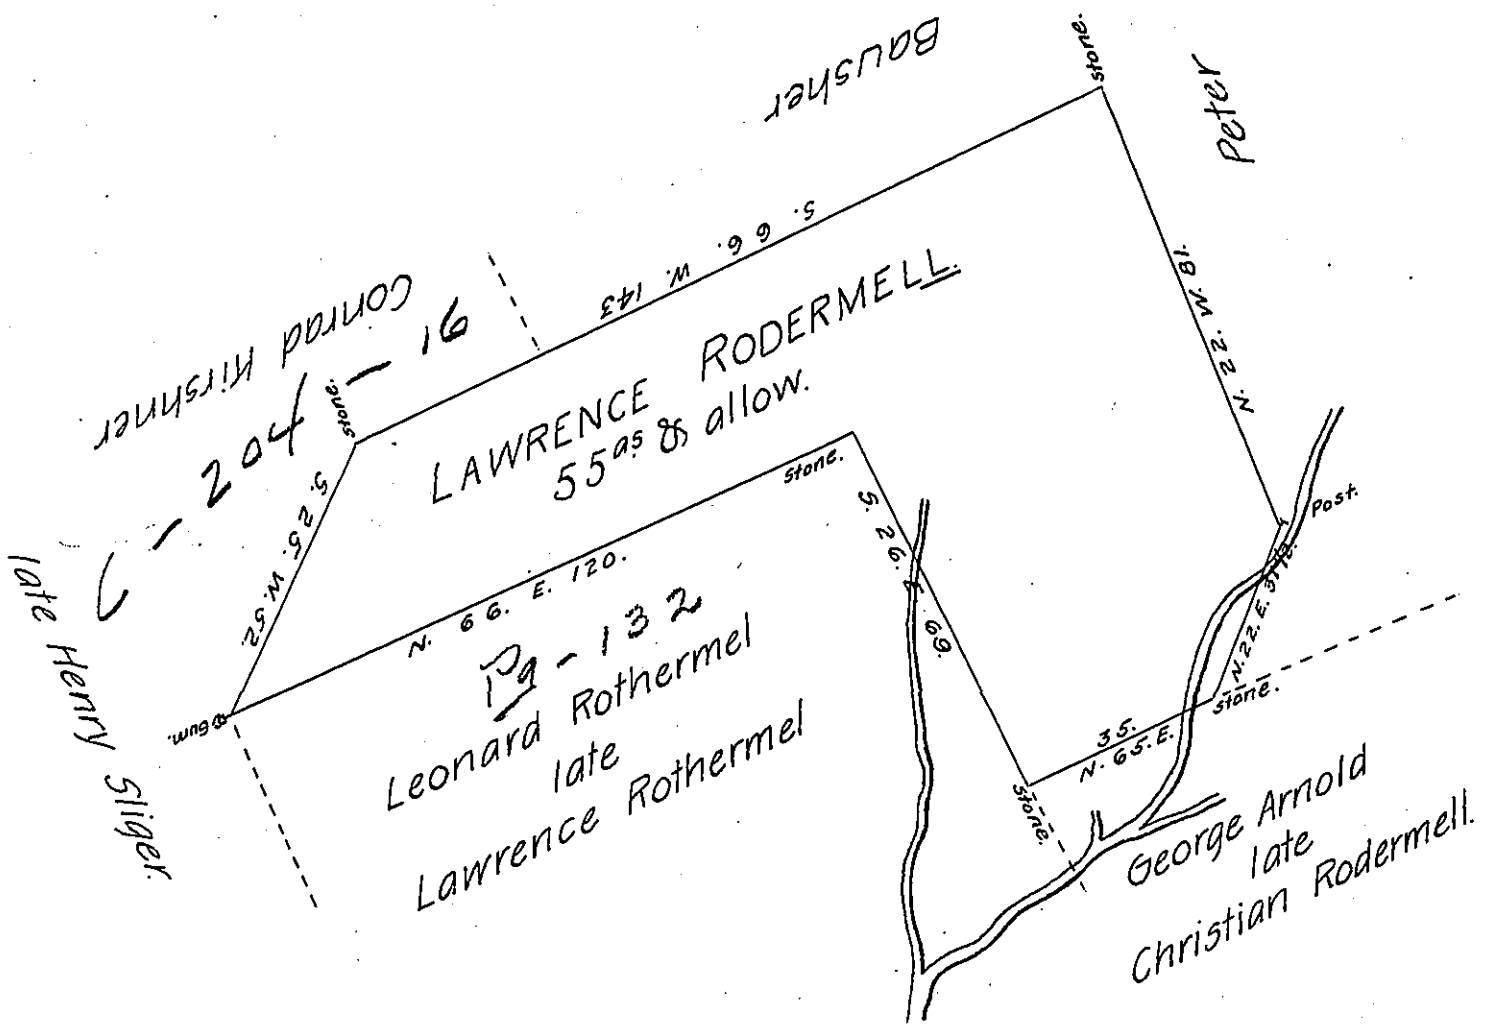 Bausher
Stone.
Peter
S. 66. W. 143
N. 22. W. 81.
Conrad Kirshner
C - 204 - 16
Stone.
LAWRENCE RODERMELL.
55 as & allow.
S. 25. W. 52
Stone.
N. 66. E. 120.
S. 26. E 69.
Post.
N. 22. E.
Gum.
late Henry Sliger.
Pg - 132
Leonard Rothermel
late
Lawrence Rothermel
35.
N. 65. E.
Stone.
Stone.
George Arnold
late
Christian Rodermell.